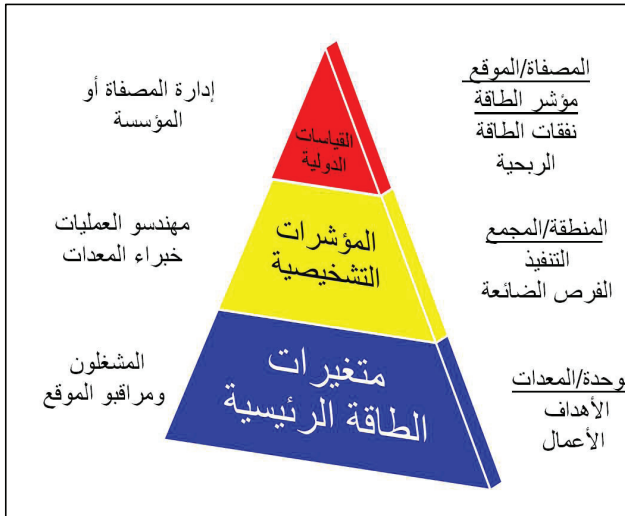 المصفاة/الموقع
مؤشر الطاقة
نفقات الطاقة
الربحية
القياسات
الدولية
إدارة المصفاة أو
المؤسسة
المنطقة/المجمع
التنفيذ
الفرص الضائعة
المؤشرات
التشخيصية
مهندسو العمليات
خبراء المعدات
وحدة/المعدات
الأهداف
الأعمال
متغيرات
الطاقة الرئيسية
المشغلون
ومراقبو الموقع